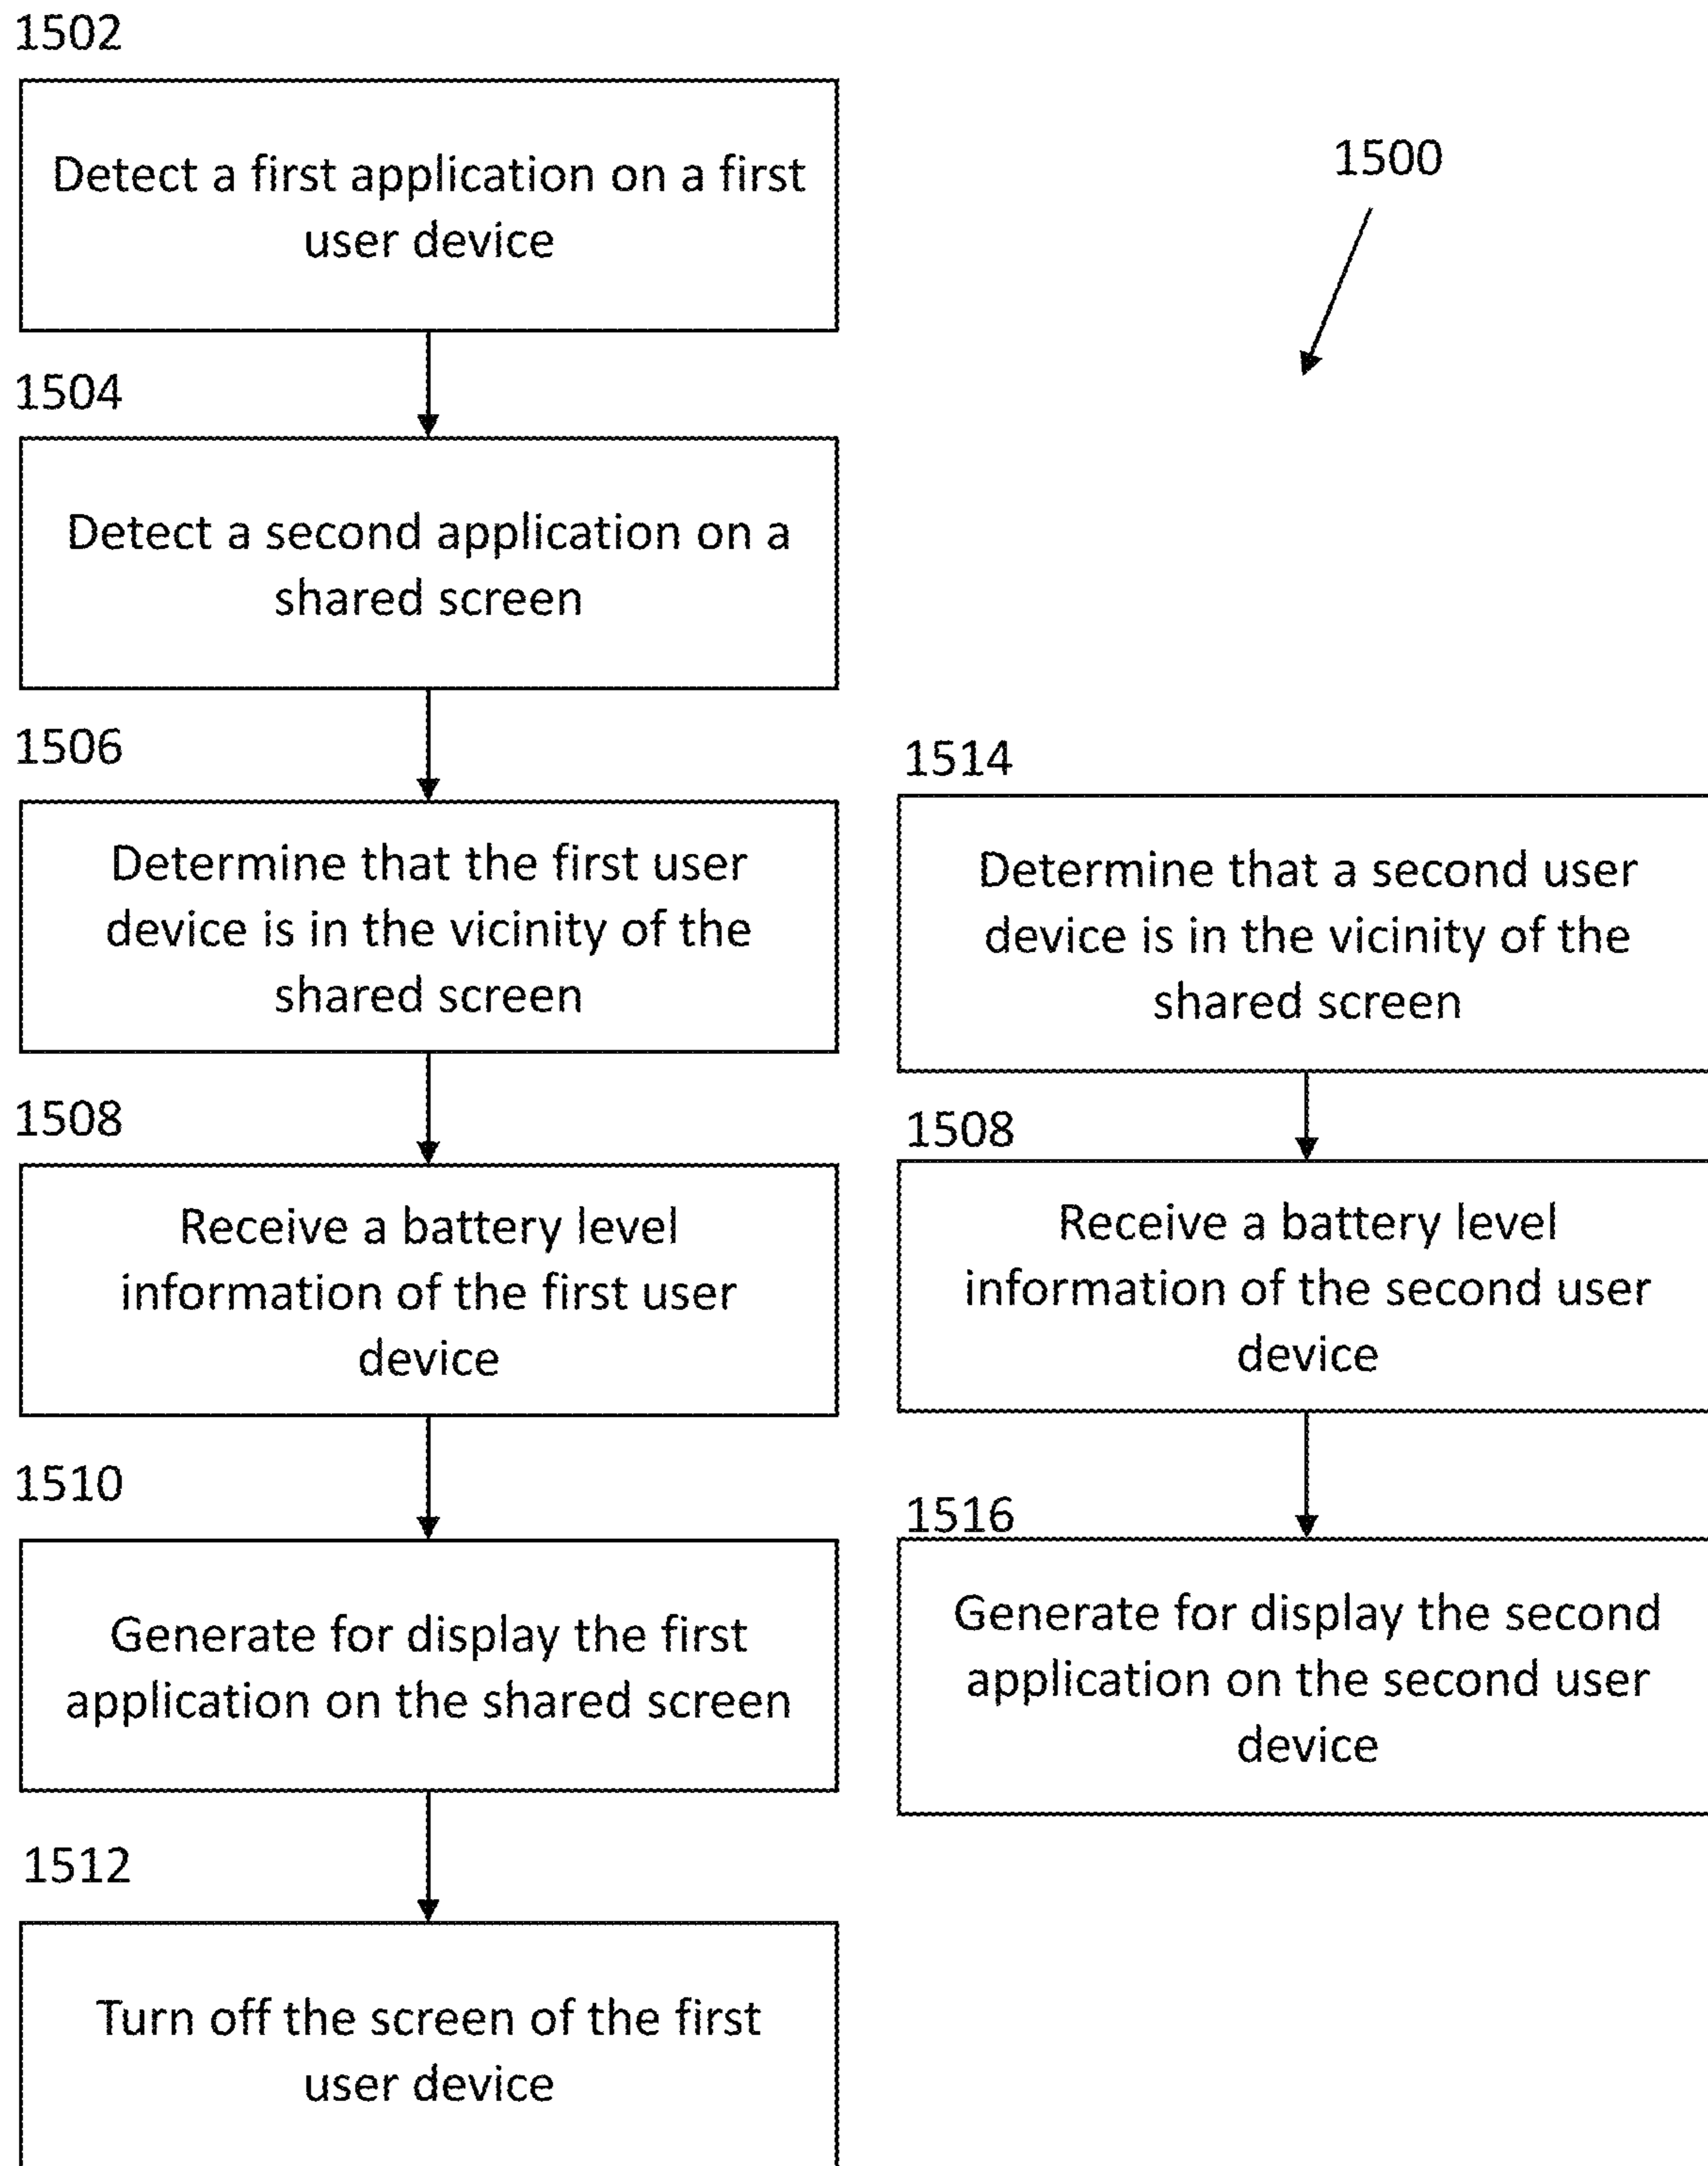 1502
Detect a first application on a first
user device
1500
1504
Detect a second application on a
shared screen
1506
Determine that the first user
device is in the vicinity of the
shared screen
1508
Receive a battery level
information of the first user
device
1510
Generate for display the first
application on the shared screen
1512
Turn off the screen of the first
user device
1514
Determine that a second user
device is in the vicinity of the
shared screen
1508
Receive a battery level
information of the second user
device
1516
Generate for display the second
application on the second user
device